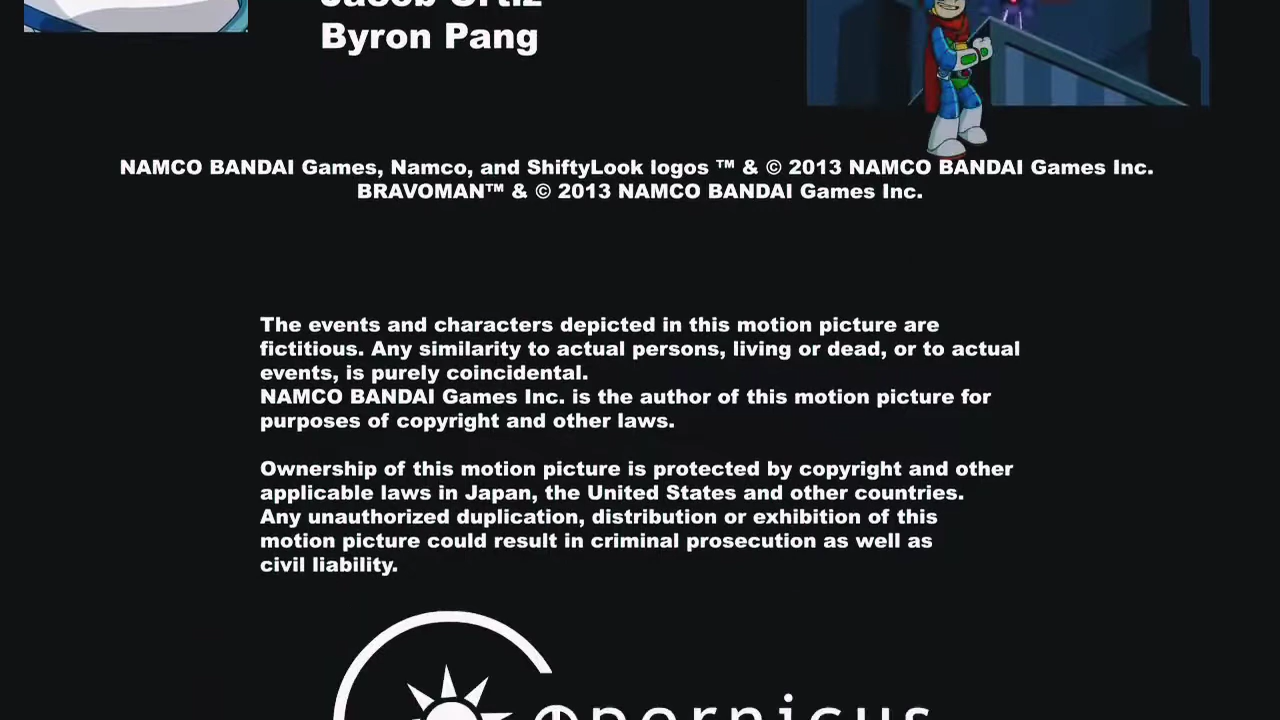 Jacob Ortiz
Byron Pang
NAMCO BANDAI Games, Namco, and ShiftyLook logos ™ & © 2013 NAMCO BANDAI Games Inc.
BRAVOMAN™ & © 2013 NAMCO BANDAI Games Inc.
The events and characters depicted in this motion picture are
fictitious. Any similarity to actual persons, living or dead, or to actual
events, is purely coincidental.
NAMCO BANDAI Games Inc. is the author of this motion picture for
purposes of copyright and other laws.
Ownership of this motion picture is protected by copyright and other
applicable laws in Japan, the United States and other countries.
Any unauthorized duplication, distribution or exhibition of this
motion picture could result in criminal prosecution as well as
civil liability.
Copernicus